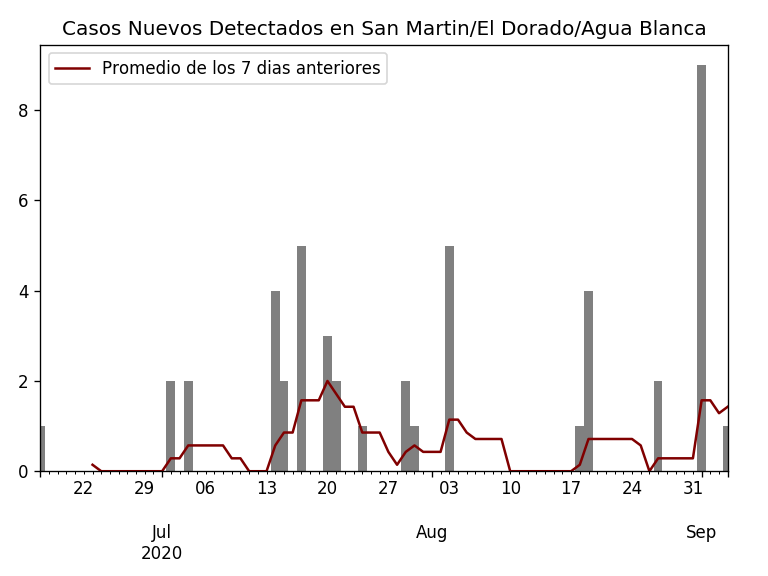 Casos Nuevos Detectados en San Martin/El Dorado/Agua Blanca
Promedio de los 7 dias anteriores
8
6
4
2
0
22 29 06 13 20 27 03 10 17 24 31
Jul Aug Sep
2020